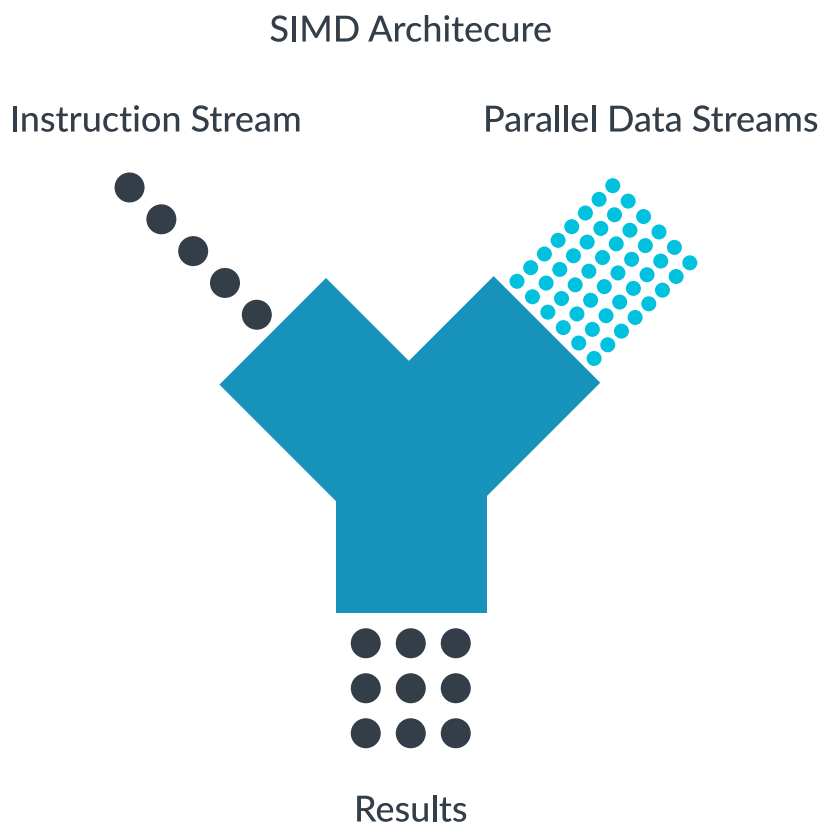 SIMD Architecure
Instruction Stream
Parallel Data Streams
Results